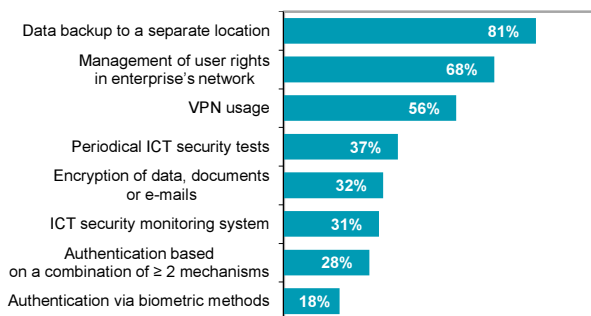 Data backup to a separate location
81%
Management of user rights
in enterprise's network
68%
VPN usage
56%
Periodical ICT security tests
37%
Encryption of data, documents
or e-mails
32%
ICT security monitoring system
31%
Authentication based
on a combination of ≥ 2 mechanisms
28%
Authentication via biometric methods
18%